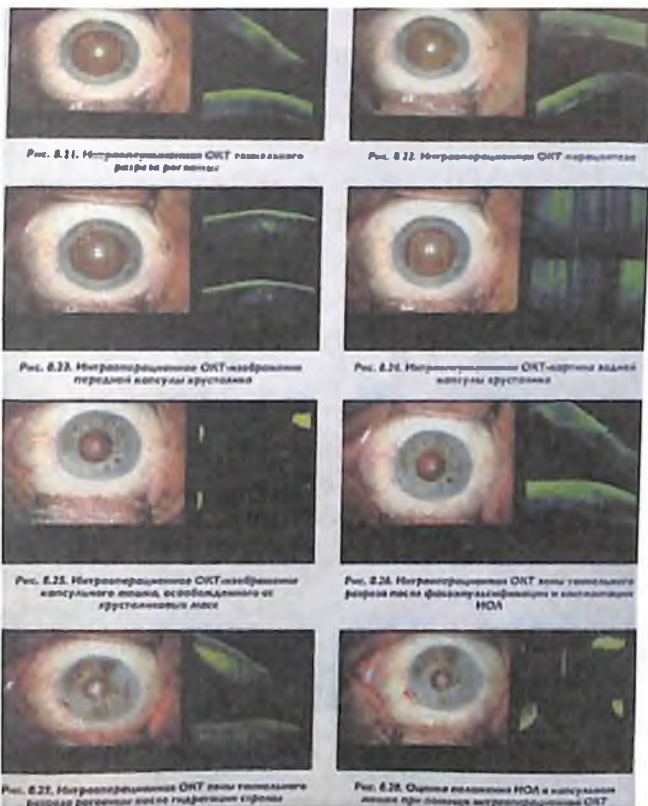 Рис. 8.21. Интраоперационная ОКТ тоннельного
разреза роговицы
Рис. 8.22. Интраоперационная ОКТ парацентеза
Рис. 8.23. Интраоперационное ОКТ-изображение
передней капсулы хрусталика
Рис. 8.24. Интраоперационная ОКТ-картина задней
капсулы хрусталика
Рис. 8.25. Интраоперационное ОКТ-изображение
капсульного мешка, освобожденного от
хрусталиковых масс
Рис. 8.26. Интраоперационная ОКТ зоны тоннельного
разреза после факоэмульсификации и имплантации
ИОЛ
Рис. 8.27. Интраоперационная ОКТ зоны тоннельного
разреза роговицы после гидратации стромы
Рис. 8.28. Оценка положения ИОЛ в капсульном
мешке при помощи интраоперационной ОКТ